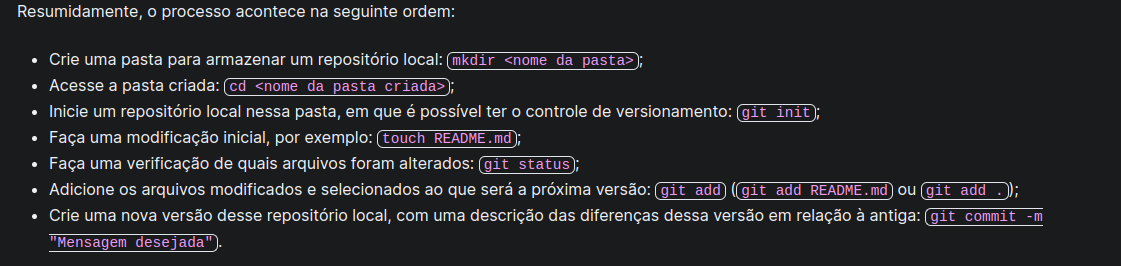 Resumidamente, o processo acontece na seguinte ordem:
• Crie uma pasta para armazenar um repositório local: mkdir <nome da pasta>;
• Acesse a pasta criada: cd <nome da pasta criada>;
• Inicie um repositório local nessa pasta, em que é possível ter o controle de versionamento: git init;
• Faça uma modificação inicial, por exemplo: touch README.md;
• Faça uma verificação de quais arquivos foram alterados: git status;
• Adicione os arquivos modificados e selecionados ao que será a próxima versão: git add (git add README.md ou git add .);
• Crie uma nova versão desse repositório local, com uma descrição das diferenças dessa versão em relação à antiga: git commit -m
"Mensagem desejada".